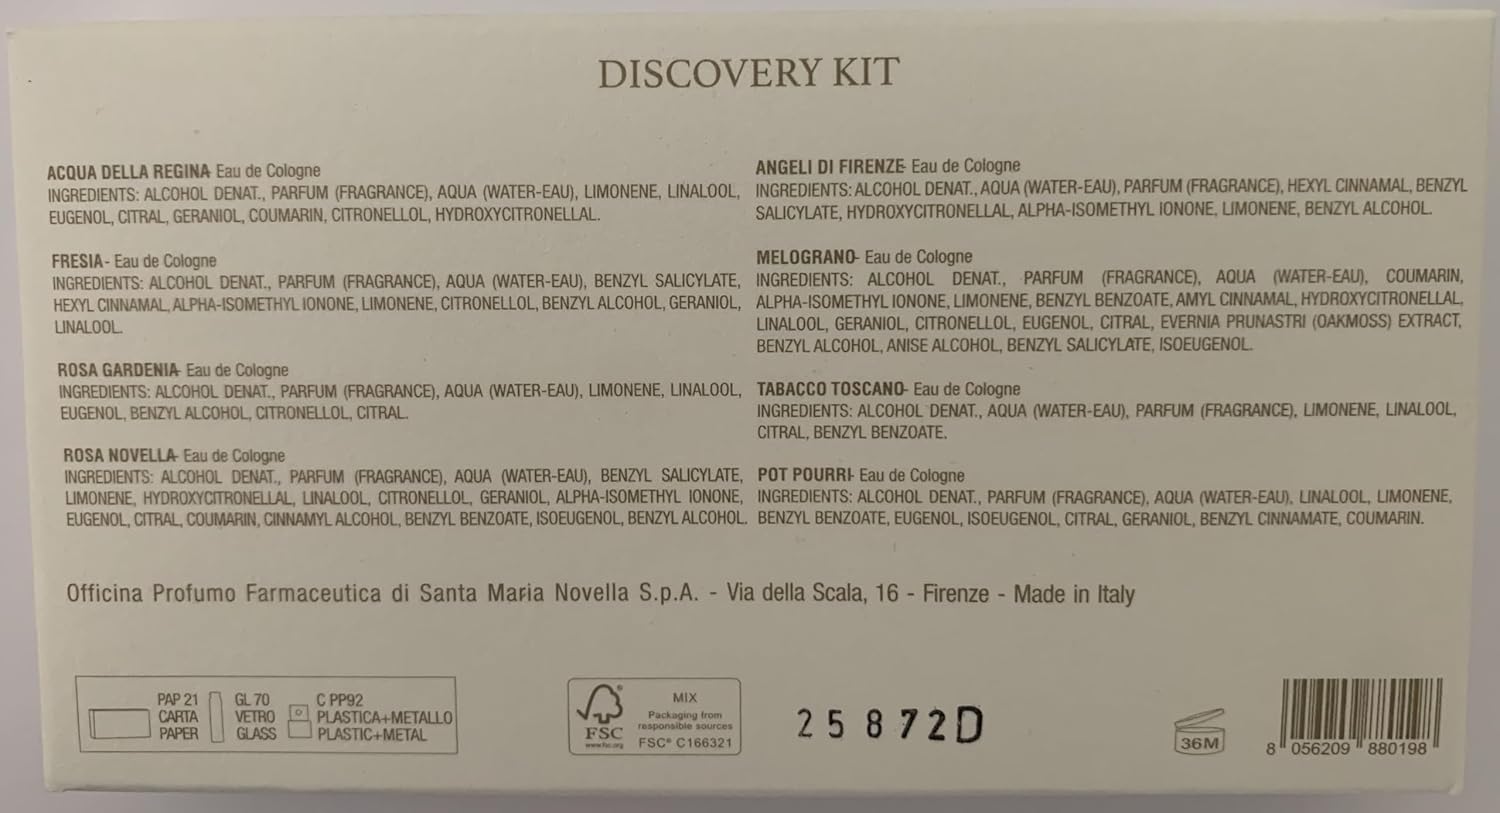 DISCOVERY KIT
ACQUA DELLA REGINA- Eau de Cologne
INGREDIENTS: ALCOHOL DENAT., PARFUM (FRAGRANCE), AQUA (WATER-EAU), LIMONENE, LINALOOL,
EUGENOL, CITRAL, GERANIOL, COUMARIN, CITRONELLOL, HYDROXYCITRONELLAL.
FRESIA- Eau de Cologne
INGREDIENTS: ALCOHOL DENAT., PARFUM (FRAGRANCE), AQUA (WATER-EAU), BENZYL SALICYLATE,
HEXYL CINNAMAL, ALPHA-ISOMETHYL IONONE, LIMONENE, CITRONELLOL, BENZYL ALCOHOL, GERANIOL,
LINALOOL.
ROSA GARDENIA- Eau de Cologne
INGREDIENTS: ALCOHOL DENAT., PARFUM (FRAGRANCE), AQUA (WATER-EAU), LIMONENE, LINALOOL,
EUGENOL, BENZYL ALCOHOL, CITRONELLOL, CITRAL.
ROSA NOVELLA- Eau de Cologne
INGREDIENTS: ALCOHOL DENAT., PARFUM (FRAGRANCE), AQUA (WATER-EAU), BENZYL SALICYLATE,
LIMONENE, HYDROXYCITRONELLAL, LINALOOL, CITRONELLOL, GERANIOL, ALPHA-ISOMETHYL IONONE,
EUGENOL, CITRAL, COUMARIN, CINNAMYL ALCOHOL, BENZYL BENZOATE, ISOEUGENOL, BENZYL ALCOHOL.
ANGELI DI FIRENZE- Eau de Cologne
INGREDIENTS: ALCOHOL DENAT., AQUA (WATER-EAU), PARFUM (FRAGRANCE), HEXYL CINNAMAL, BENZYL
SALICYLATE, HYDROXYCITRONELLAL, ALPHA-ISOMETHYL IONONE, LIMONENE, BENZYL ALCOHOL.
MELOGRANO- Eau de Cologne
INGREDIENTS: ALCOHOL DENAT., PARFUM (FRAGRANCE), AQUA (WATER-EAU), COUMARIN,
ALPHA-ISOMETHYL IONONE, LIMONENE, BENZYL BENZOATE, AMYL CINNAMAL, HYDROXYCITRONELLAL,
LINALOOL, GERANIOL, CITRONELLOL, EUGENOL, CITRAL, EVERNIA PRUNASTRI (OAKMOSS) EXTRACT,
BENZYL ALCOHOL, ANISE ALCOHOL, BENZYL SALICYLATE, ISOEUGENOL.
TABACCO TOSCANO- Eau de Cologne
INGREDIENTS: ALCOHOL DENAT., AQUA (WATER-EAU), PARFUM (FRAGRANCE), LIMONENE, LINALOOL,
CITRAL, BENZYL BENZOATE.
POT POURRI- Eau de Cologne
INGREDIENTS: ALCOHOL DENAT., PARFUM (FRAGRANCE), AQUA (WATER-EAU), LINALOOL, LIMONENE,
BENZYL BENZOATE, EUGENOL, ISOEUGENOL, CITRAL, GERANIOL, BENZYL CINNAMATE, COUMARIN.
Officina Profumo Farmaceutica di Santa Maria Novella S.p.A. - Via della Scala, 16 - Firenze - Made in Italy
PAP 21
CARTA
PAPER
GL 70
VETRO
GLASS
C PP92
PLASTICA+METALLO
PLASTIC+METAL
FSC
www.fsc.org
MIX
Packaging from
responsible sources
FSC® C166321
25872D
36M
8 056209 880198